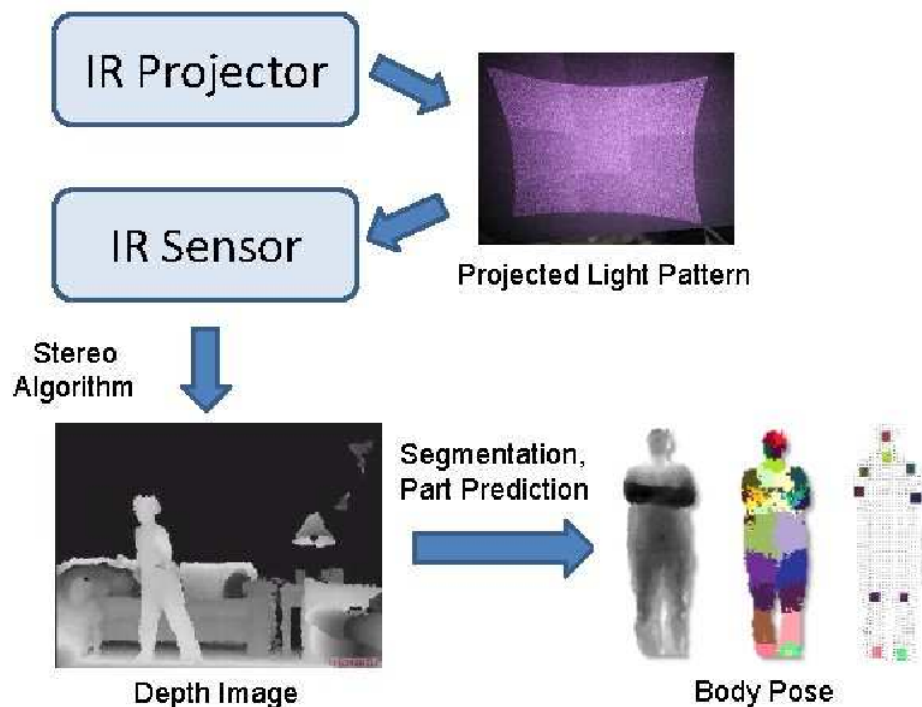 IR Projector
IR Sensor
Projected Light Pattern
Stereo
Algorithm
Segmentation,
Part Prediction
Depth Image
Body Pose